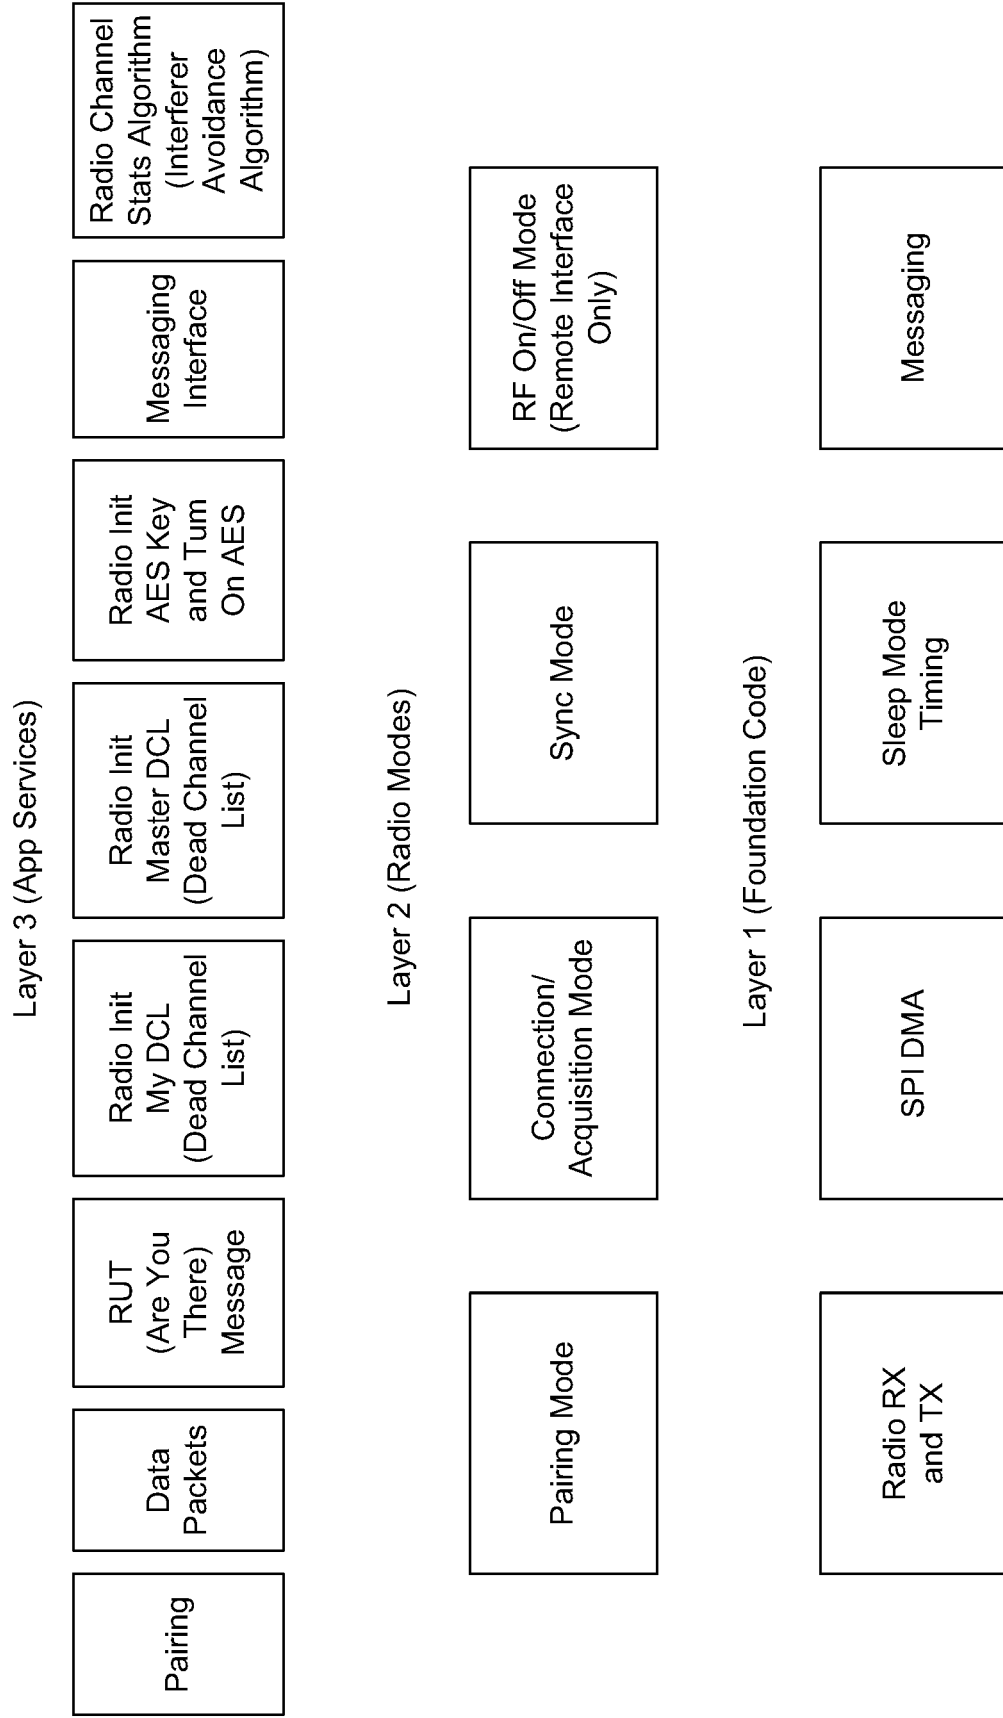 Layer 3 (App Services)
Pairing
Data
Packets
RUT
(Are You
There)
Message
Radio Init
My DCL
(Dead Channel
List)
Radio Init
Master DCL
(Dead Channel
List)
Radio Init
AES Key
and Tum
On AES
Messaging
Interface
Radio Channel
Stats Algorithm
(Interferer
Avoidance
Algorithm)
Layer 2 (Radio Modes)
Pairing Mode
Connection/
Acquisition Mode
Sync Mode
RF On/Off Mode
(Remote Interface
Only)
Layer 1 (Foundation Code)
Radio RX
and TX
SPI DMA
Sleep Mode
Timing
Messaging